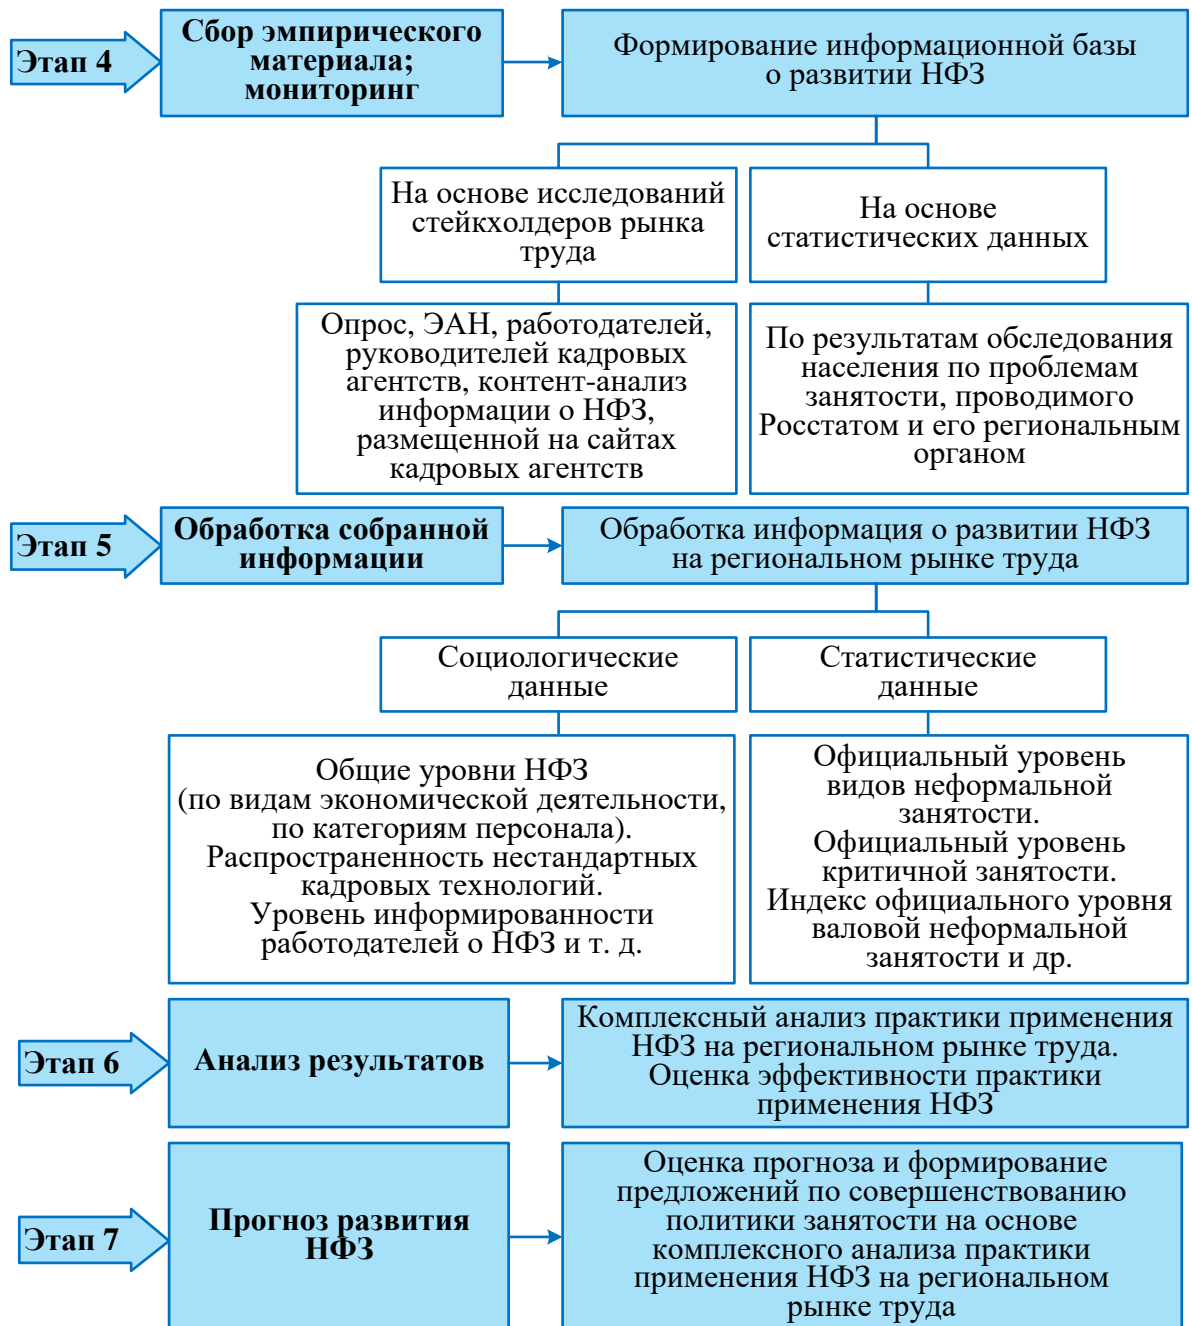 Этап 4
Сбор эмпирического
материала;
мониторинг
Формирование информационной базы
о развитии НФЗ
На основе исследований
стейкхолдеров рынка
труда
На основе
статистических данных
Опрос, ЭАН, работодателей,
руководителей кадровых
агентств, контент-анализ
информации о НФЗ,
размещенной на сайтах
кадровых агентств
По результатам обследования
населения по проблемам
занятости, проводимого
Росстатом и его региональным
органом
Этап 5
Обработка собранной
информации
Обработка информация о развитии НФЗ
на региональном рынке труда
Социологические
данные
Статистические
данные
Общие уровни НФЗ
(по видам экономической деятельности,
по категориям персонала).
Распространенность нестандартных
кадровых технологий.
Уровень информированности
работодателей о НФЗ и т. д.
Официальный уровень
видов неформальной
занятости.
Официальный уровень
критичной занятости.
Индекс официального уровня
валовой неформальной
занятости и др.
Этап 6
Анализ результатов
Комплексный анализ практики применения
НФЗ на региональном рынке труда.
Оценка эффективности практики
применения НФЗ
Этап 7
Прогноз развития
НФЗ
Оценка прогноза и формирование
предложений по совершенствованию
политики занятости на основе
комплексного анализа практики
применения НФЗ на региональном
рынке труда